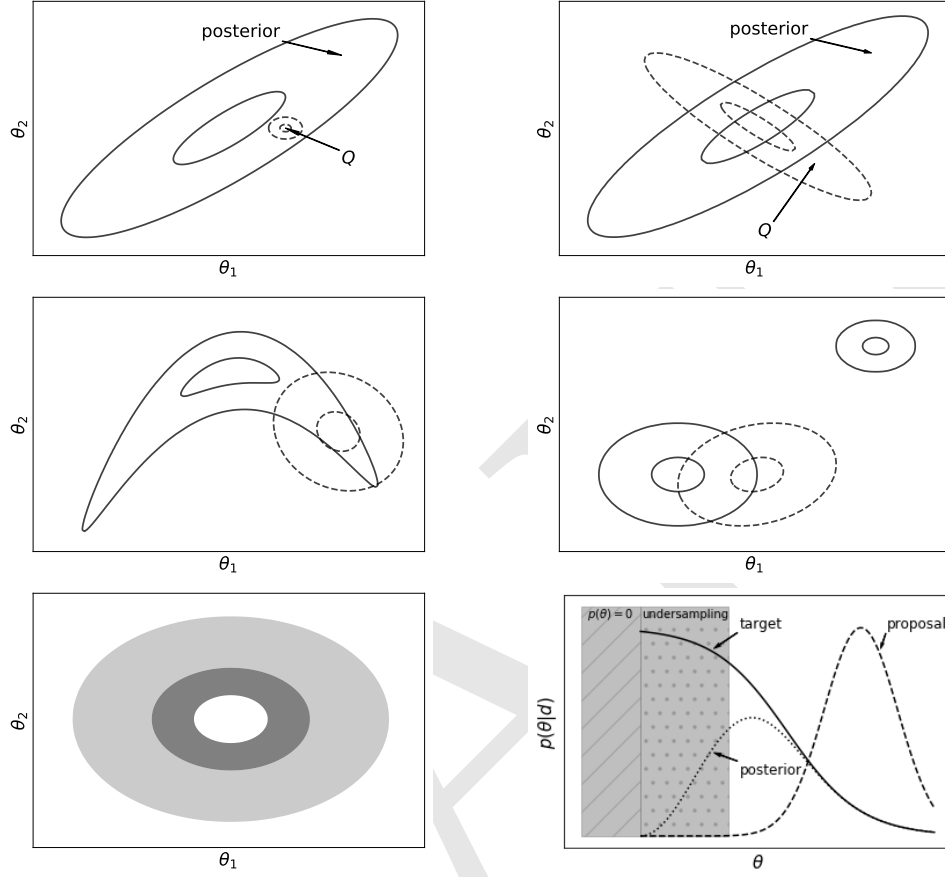 posterior
Q
θ₂
θ₁
posterior
Q
θ₂
θ₁
θ₂
θ₁
θ₂
θ₁
θ₂
θ₁
p(θ) = 0
undersampling
target
proposal
posterior
p(θ|d)
θ